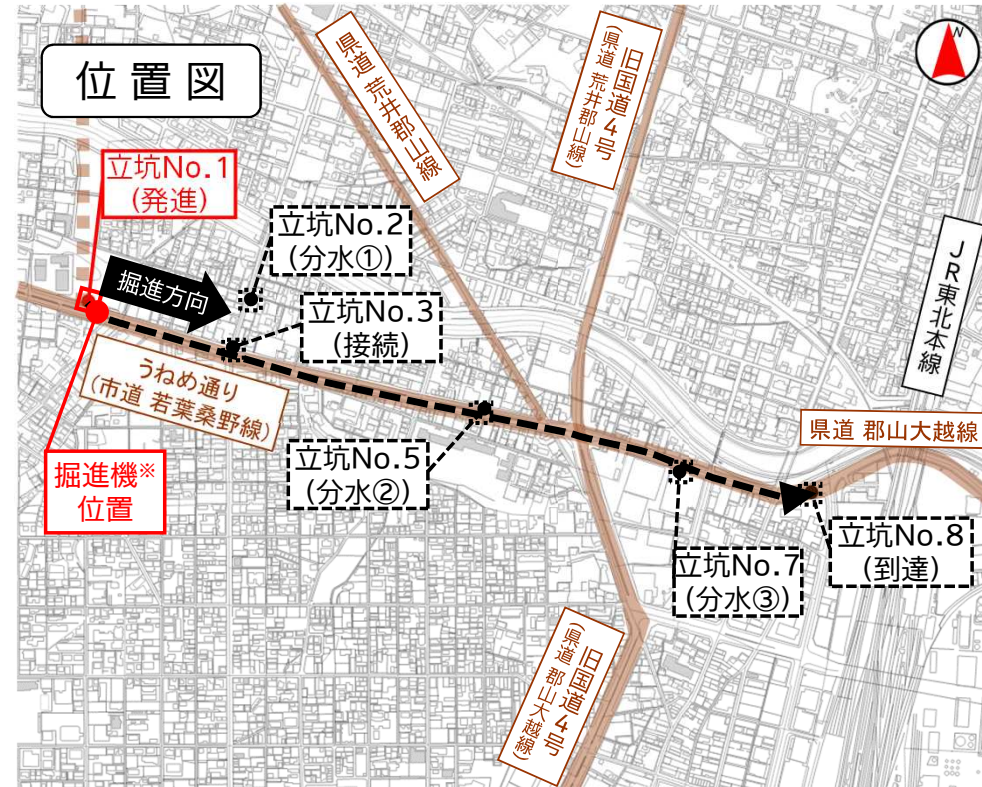 位置図
N
県道 荒井郡山線
旧国道4号
(県道 荒井郡山線)
立坑No.1
(発進)
立坑No.2
(分水①)
JR東北本線
掘進方向
立坑No.3
(接続)
うねめ通り
(市道 若葉桑野線)
県道 郡山大越線
掘進機※
位置
立坑No.5
(分水②)
立坑No.7
(分水③)
立坑No.8
(到達)
旧国道4号
(県道 郡山大越線)